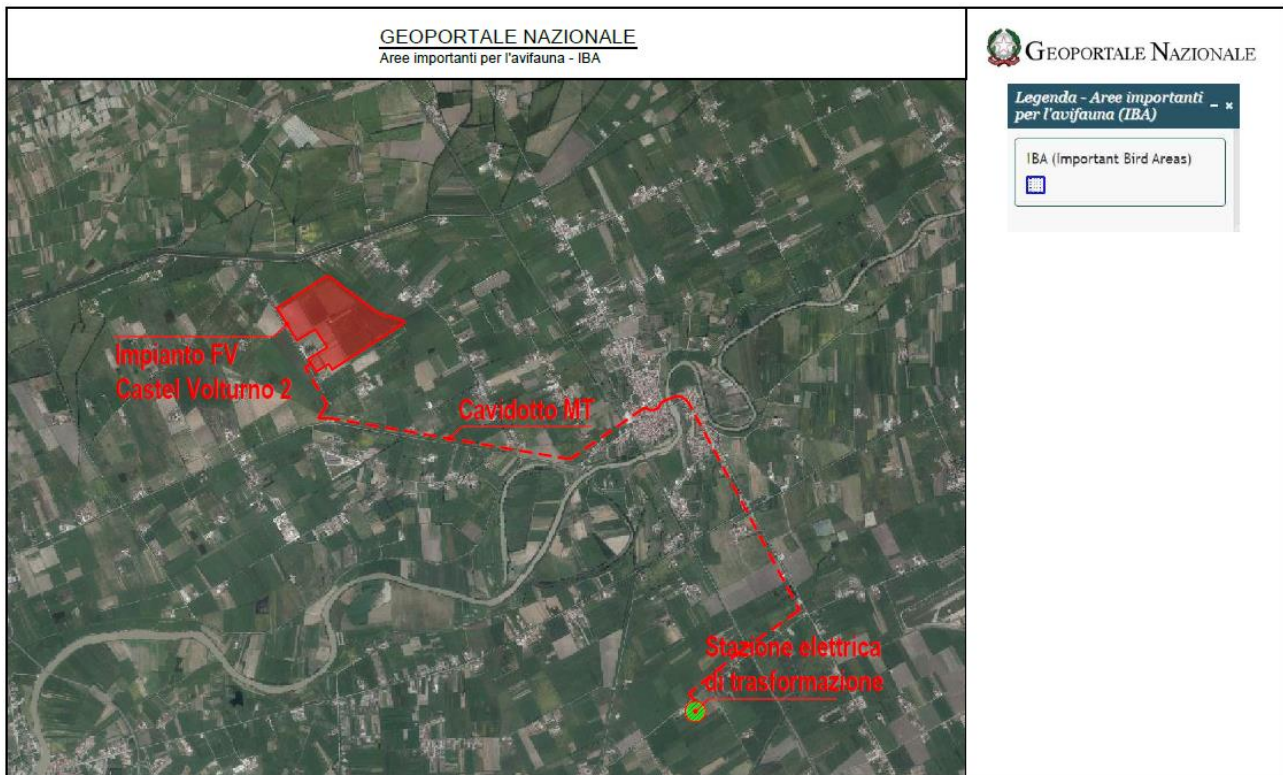 GEOPORTALE NAZIONALE
Aree importanti per l'avifauna - IBA
GEOPORTALE NAZIONALE
Legenda - Aree importanti
per l'avifauna (IBA)
IBA (Important Bird Areas)
Impianto FV
Castel Volturno 2
Cavidotto MT
Stazione elettrica
di trasformazione